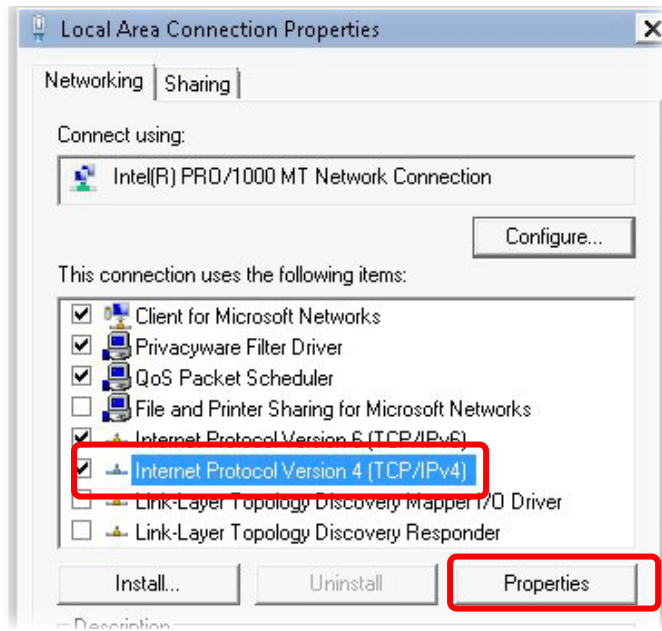 Local Area Connection Properties
Networking
Sharing
Connect using:
Intel(R) PRO/1000 MT Network Connection
Configure...
This connection uses the following items:
Client for Microsoft Networks
Privacyware Filter Driver
QoS Packet Scheduler
File and Printer Sharing for Microsoft Networks
Internet Protocol Version 6 (TCP/IPv6)
Internet Protocol Version 4 (TCP/IPv4)
Link-Layer Topology Discovery Mapper I/O Driver
Link-Layer Topology Discovery Responder
Install...
Uninstall
Properties
Description